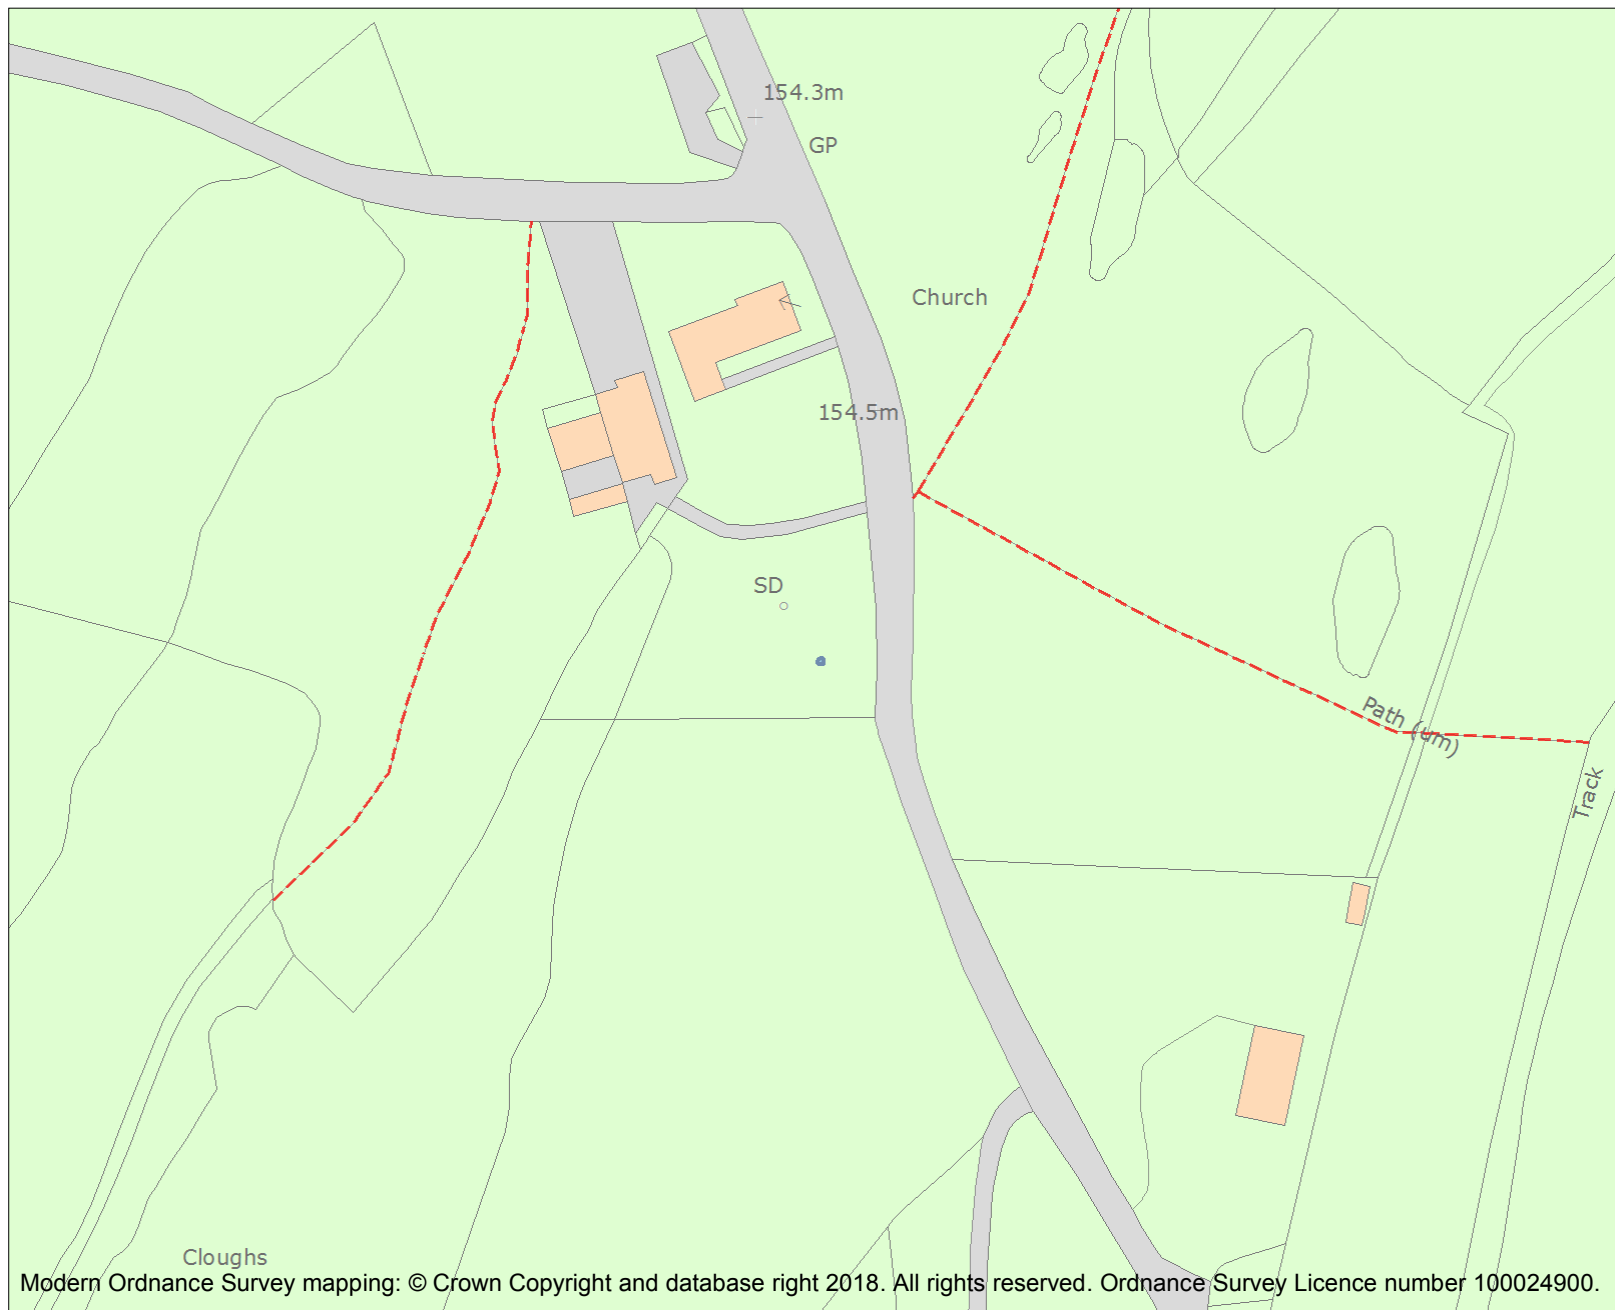 154.3m
GP
Church
154.5m
SD
Path (um)
Track
Cloughs
Modern Ordnance Survey mapping: © Crown Copyright and database right 2018. All rights reserved. Ordnance Survey Licence number 100024900.